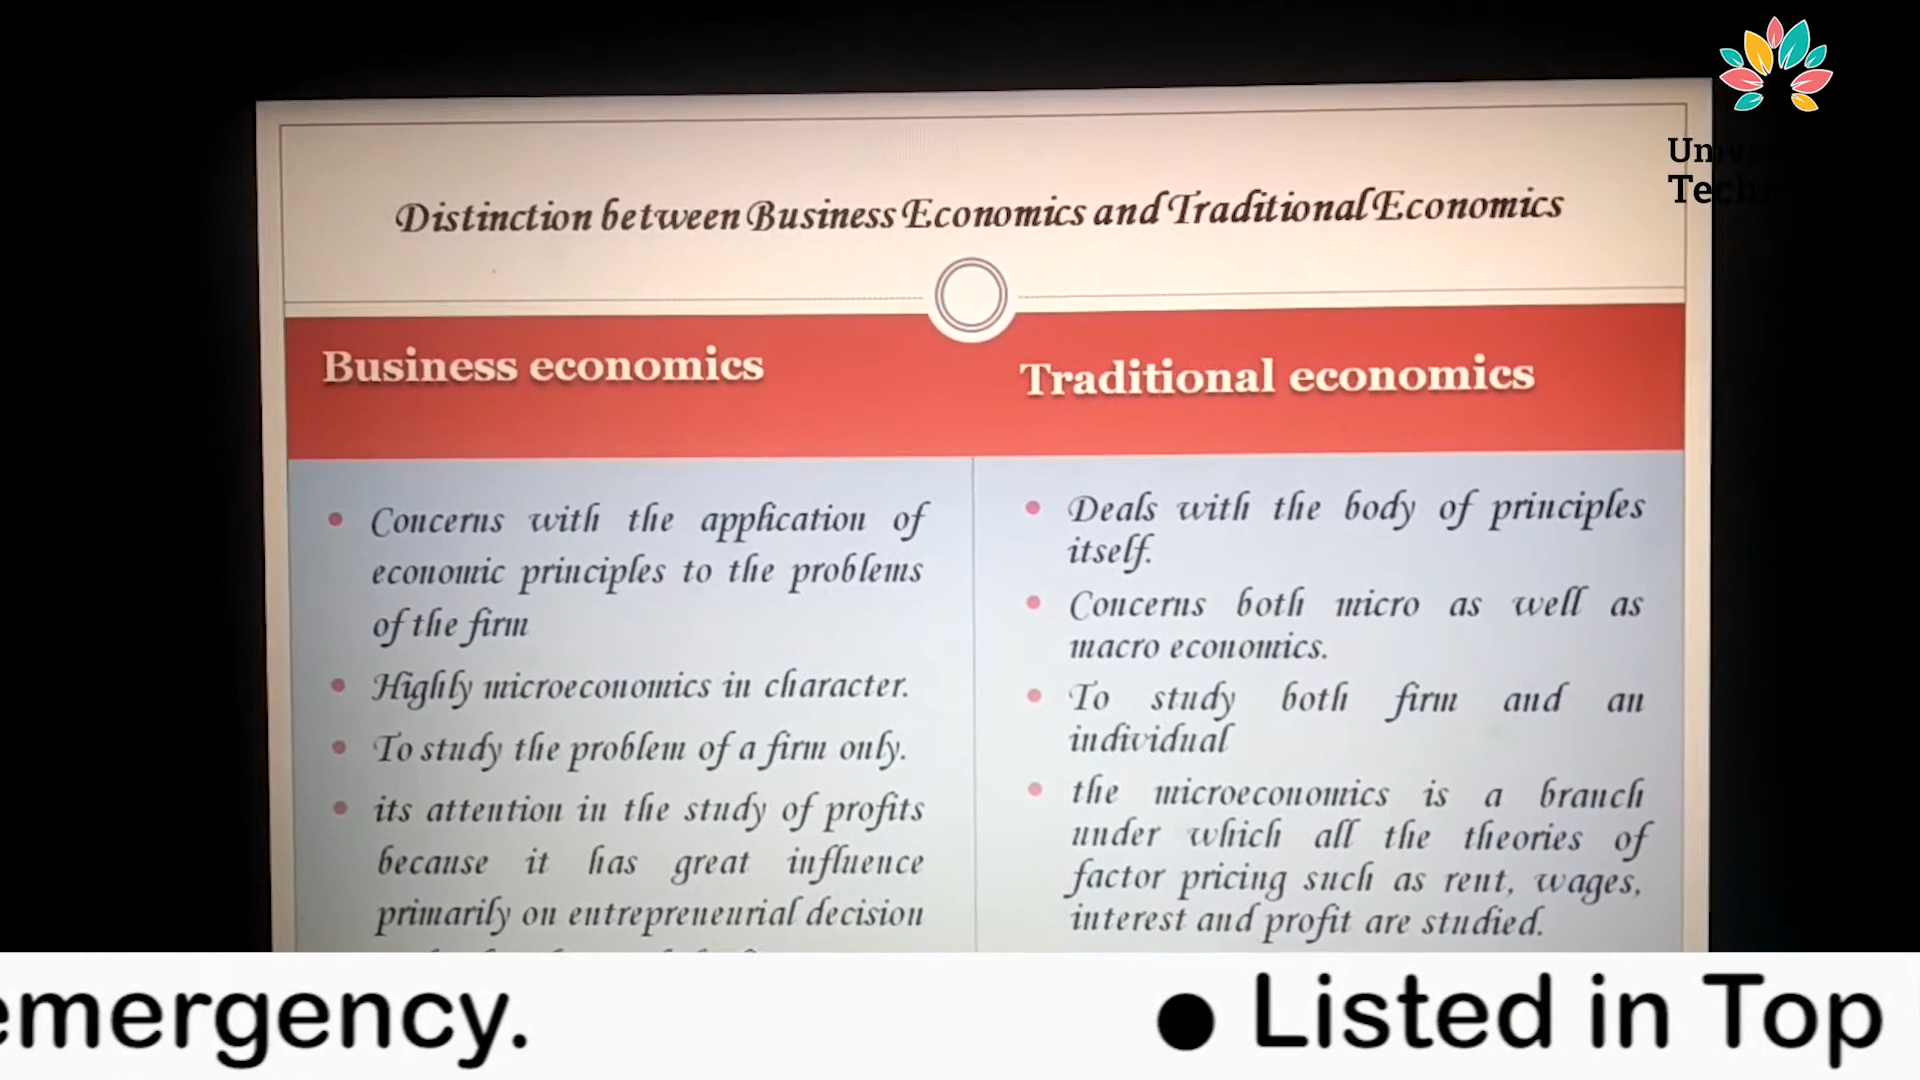 Tech
Distinction between Business Economics and Traditional Economics
Business economics
Traditional economics
Concerns with the application of
economic principles to the problems
of the firm
Highly microeconomics in character.
To study the problem of a firm only.
its attention in the study of profits
because it has great influence
primarily on entrepreneurial decision
Deals with the body of principles
itself.
Concerns both micro as well as
macro economics.
To study both firm and an
individual
the microeconomics is a branch
under which all the theories of
factor pricing such as rent, wages,
interest and profit are studied.
emergency.
● Listed in Top